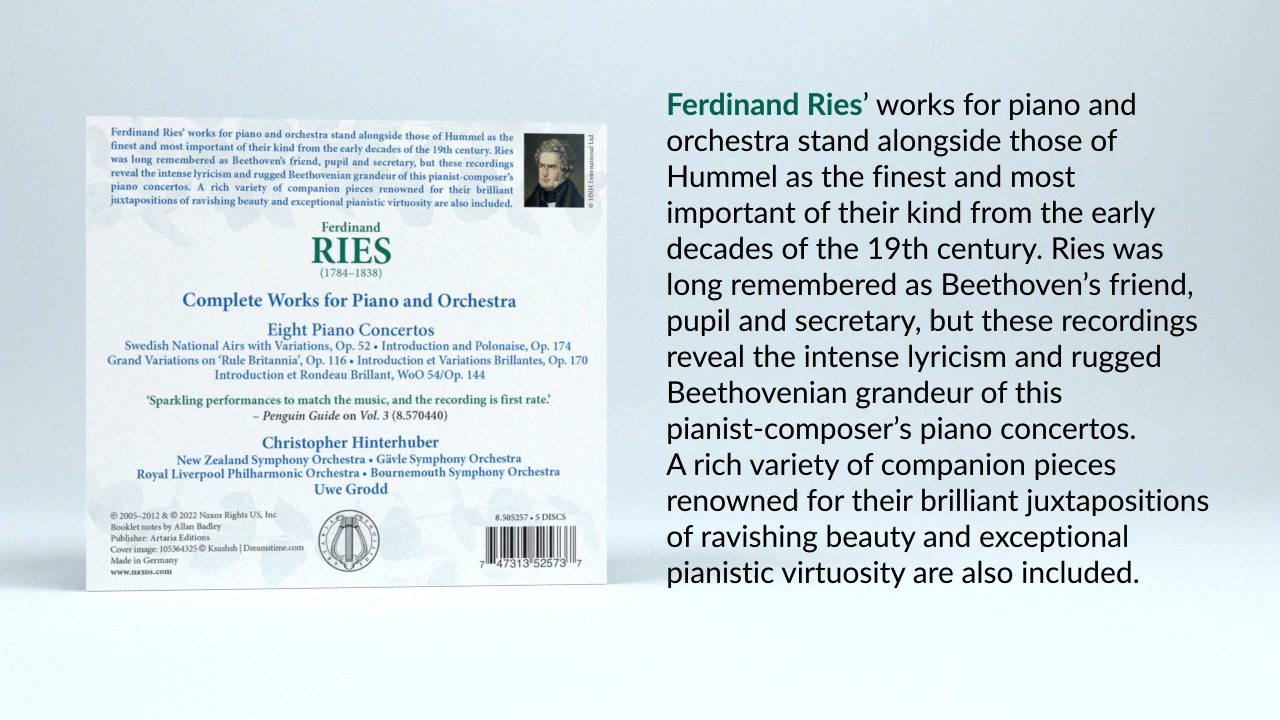 Ferdinand Ries’ works for piano and orchestra stand alongside those of Hummel as the
finest and most important of their kind from the early decades of the 19th century. Ries
was long remembered as Beethoven’s friend, pupil and secretary, but these recordings
reveal the intense lyricism and rugged Beethovenian grandeur of this pianist-composer’s
piano concertos. A rich variety of companion pieces renowned for their brilliant
juxtapositions of ravishing beauty and exceptional pianistic virtuosity are also included.
© HNH International Ltd
Ferdinand
RIES
(1784–1838)
Complete Works for Piano and Orchestra
Eight Piano Concertos
Swedish National Airs with Variations, Op. 52 • Introduction and Polonaise, Op. 174
Grand Variations on ‘Rule Britannia’, Op. 116 • Introduction et Variations Brillantes, Op. 170
Introduction et Rondeau Brillant, WoO 54/Op. 144
‘Sparkling performances to match the music, and the recording is first rate.’
– Penguin Guide on Vol. 3 (8.570440)
Christopher Hinterhuber
New Zealand Symphony Orchestra • Gävle Symphony Orchestra
Royal Liverpool Philharmonic Orchestra • Bournemouth Symphony Orchestra
Uwe Grodd
℗ 2005–2012 & © 2022 Naxos Rights US, Inc
Booklet notes by Allan Badley
Publisher: Artaria Editions
Cover image: 105364325 © Ksushsh | Dreamstime.com
Made in Germany
www.naxos.com
8.505257 • 5 DISCS
7 47313 52573 7
Ferdinand Ries’ works for piano and
orchestra stand alongside those of
Hummel as the finest and most
important of their kind from the early
decades of the 19th century. Ries was
long remembered as Beethoven’s friend,
pupil and secretary, but these recordings
reveal the intense lyricism and rugged
Beethovenian grandeur of this
pianist-composer’s piano concertos.
A rich variety of companion pieces
renowned for their brilliant juxtapositions
of ravishing beauty and exceptional
pianistic virtuosity are also included.